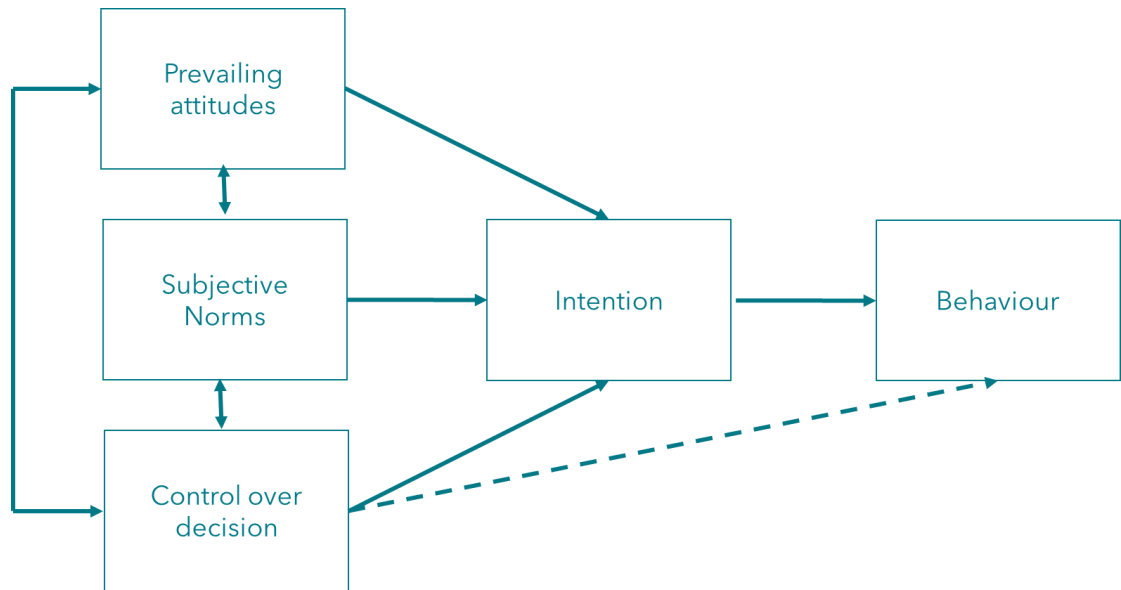 Prevailing
attitudes
Subjective
Norms
Intention
Behaviour
Control over
decision